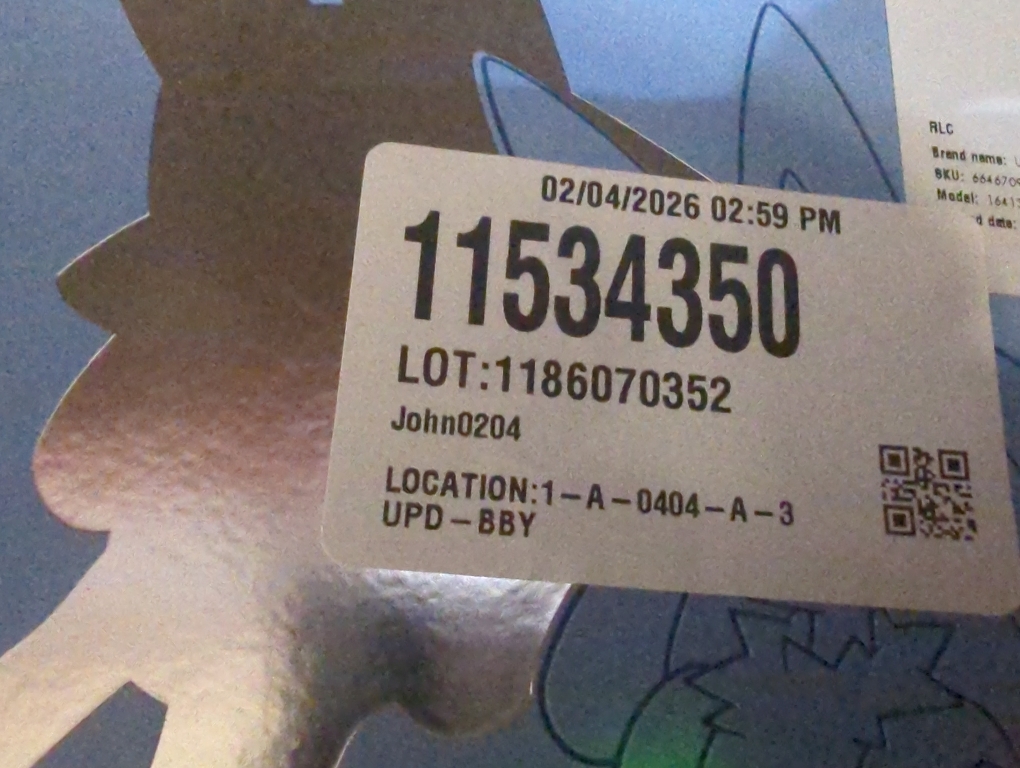 02/04/2026 02:59 PM
11534350
LOT:1186070352
John0204
LOCATION:1-A-0404-A-3
UPD-BBY
RLC
Brand name:
SKU:
Model:
date: